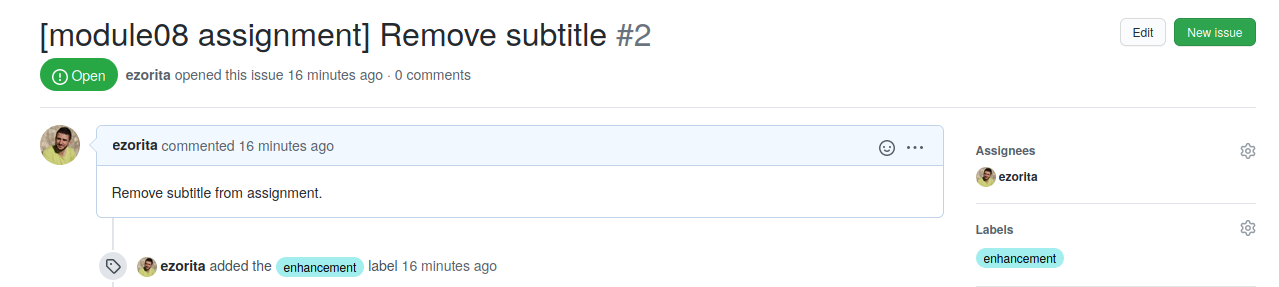 [module08 assignment] Remove subtitle #2
Edit
New issue
Open
ezorita opened this issue 16 minutes ago · 0 comments
ezorita commented 16 minutes ago
Remove subtitle from assignment.
ezorita added the enhancement label 16 minutes ago
Assignees
ezorita
Labels
enhancement